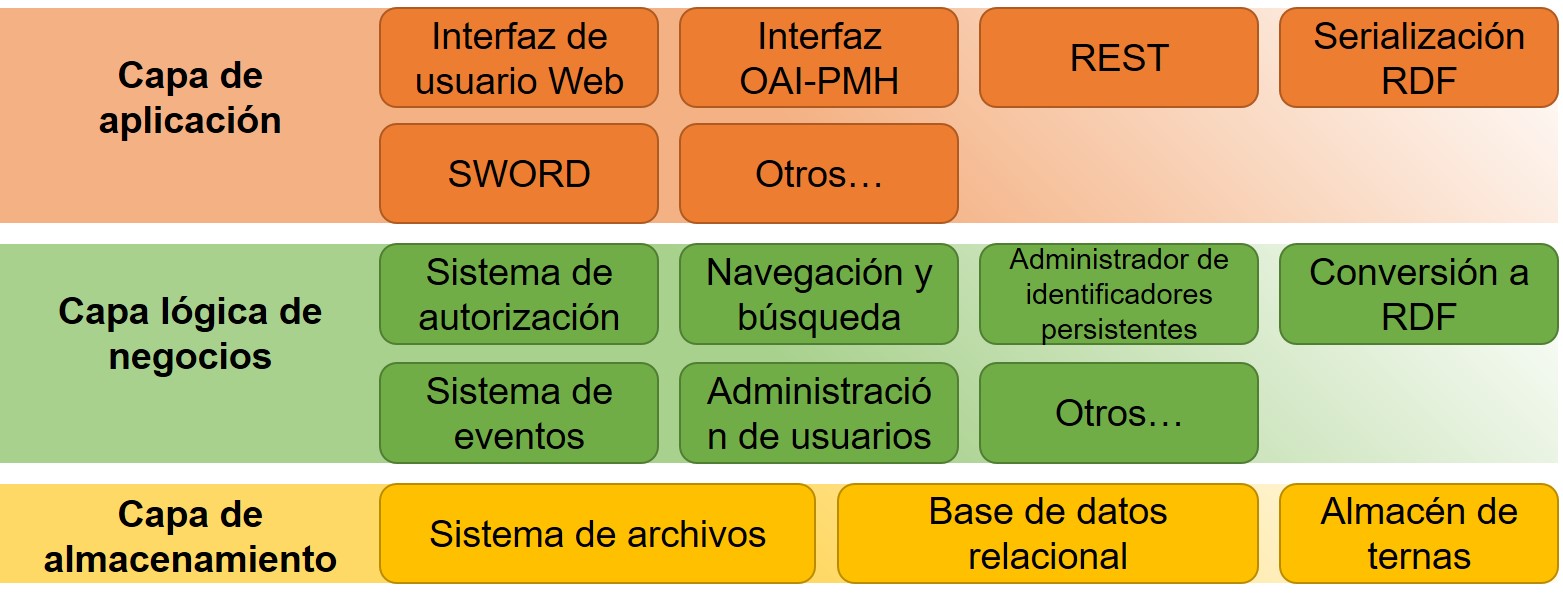 Capa de
aplicación
Interfaz de
usuario Web
Interfaz
OAI-PMH
REST
Serialización
RDF
SWORD
Otros…
Capa lógica de
negocios
Sistema de
autorización
Navegación y
búsqueda
Administrador de
identificadores
persistentes
Conversión a
RDF
Sistema de
eventos
Administració
n de usuarios
Otros…
Capa de
almacenamiento
Sistema de archivos
Base de datos
relacional
Almacén de
ternas